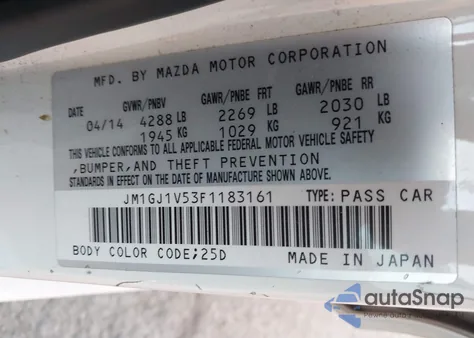 MFD. BY MAZDA MOTOR CORPORATION
GVWR/PNBV GAWR/PNBE FRT GAWR/PNBE RR
04/14 4288 LB 2269 LB 2030 LB
1945 KG 1029 KG 921 KG
THIS VEHICLE CONFORMS TO ALL APPLICABLE FEDERAL MOTOR VEHICLE SAFETY
,BUMPER,AND THEFT PREVENTION
STANDARDS IN EFFECT ON THE DATE OF MANUFACTURE SHOWN ABOVE.
JM1GJ1V53F1183161 TYPE: PASS CAR
BODY COLOR CODE;25D MADE IN JAPAN
autoSnap